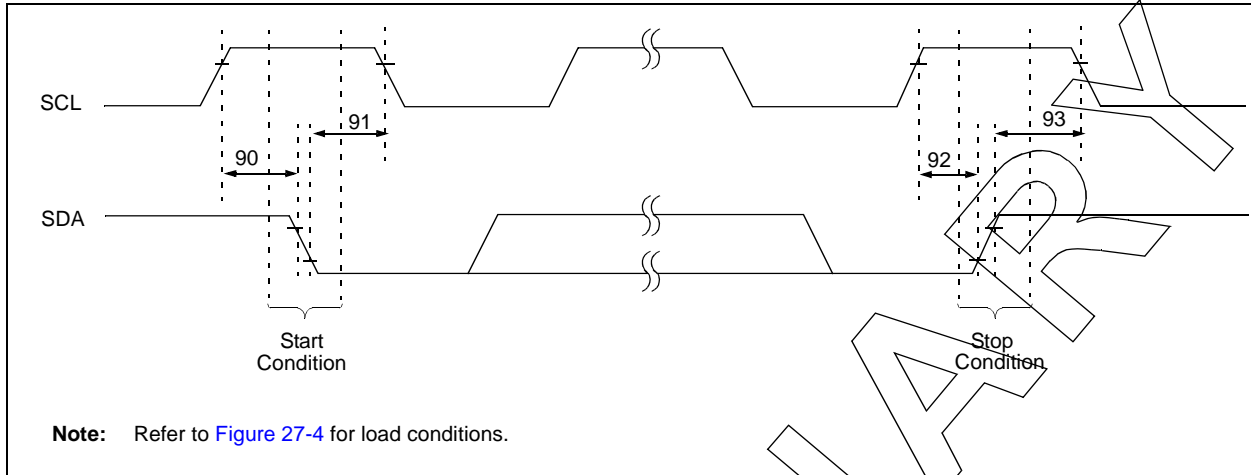 SCL
91
93
90
92
SDA
Start
Condition
Stop
Condition
Note: Refer to Figure 27-4 for load conditions.
A R Y